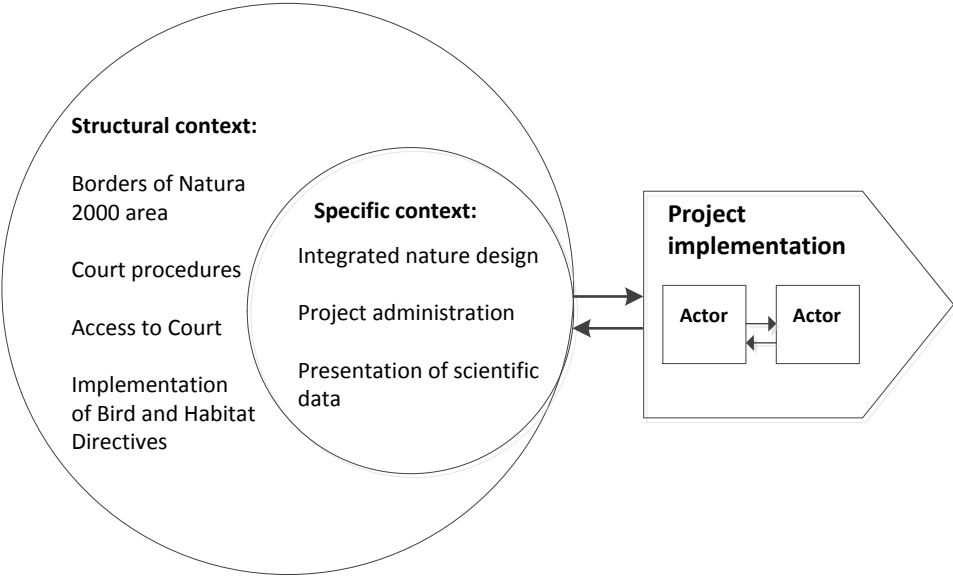 Structural context:
Borders of Natura
2000 area
Court procedures
Access to Court
Implementation
of Bird and Habitat
Directives
Specific context:
Integrated nature design
Project administration
Presentation of scientific
data
Project
implementation
Actor
Actor